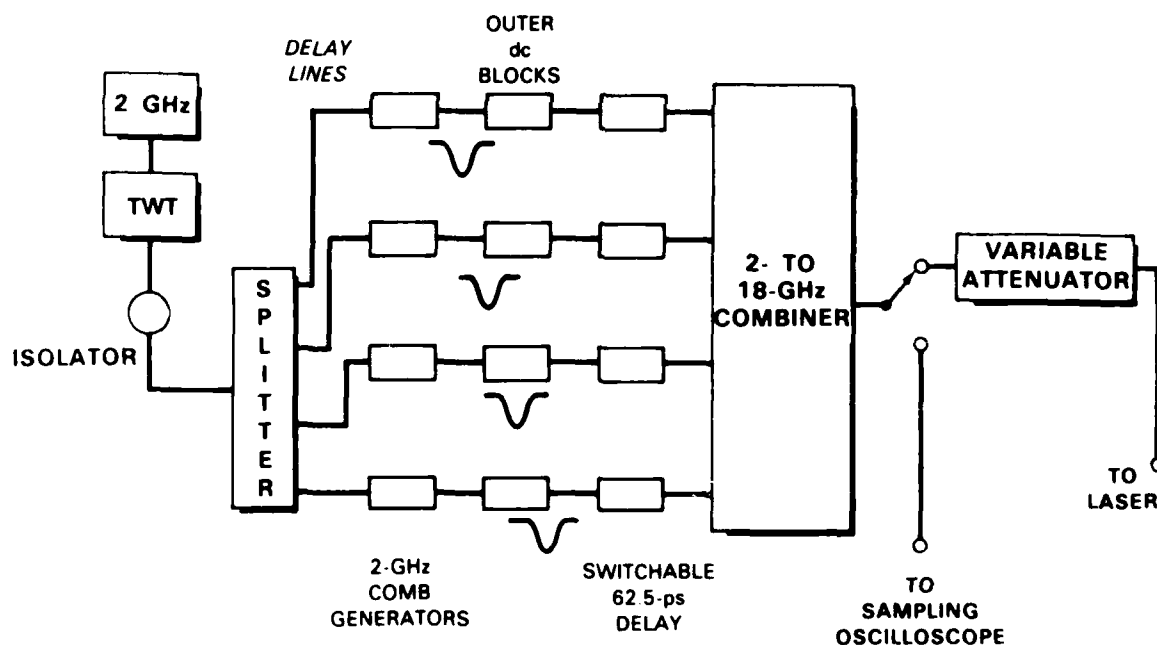 DELAY
LINES
OUTER
dc
BLOCKS
2 GHz
TWT
ISOLATOR
SPLITTER
2- TO
18-GHz
COMBINER
VARIABLE
ATTENUATOR
TO
LASER
2-GHz
COMB
GENERATORS
SWITCHABLE
62.5-ps
DELAY
TO
SAMPLING
OSCILLOSCOPE